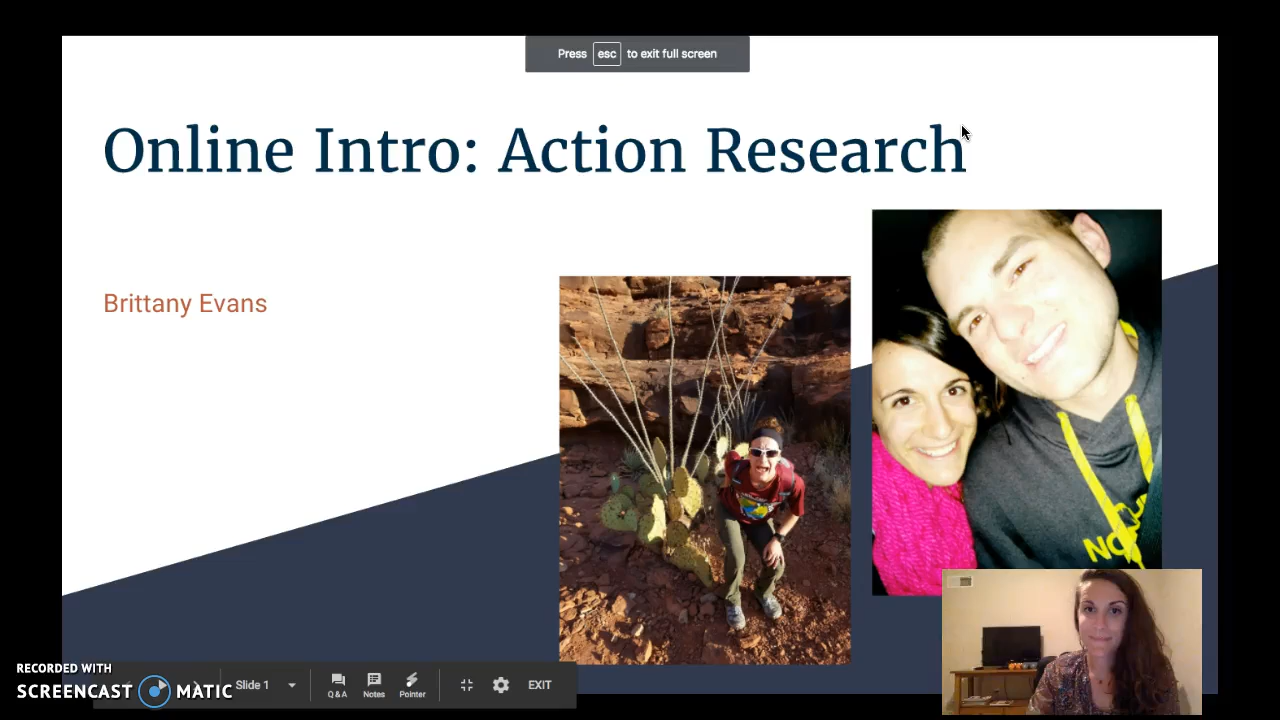 Press esc to exit full screen
Online Intro: Action Research
Brittany Evans
RECORDED WITH
SCREENCAST MATIC
Slide 1
Q & A
Notes
Pointer
EXIT